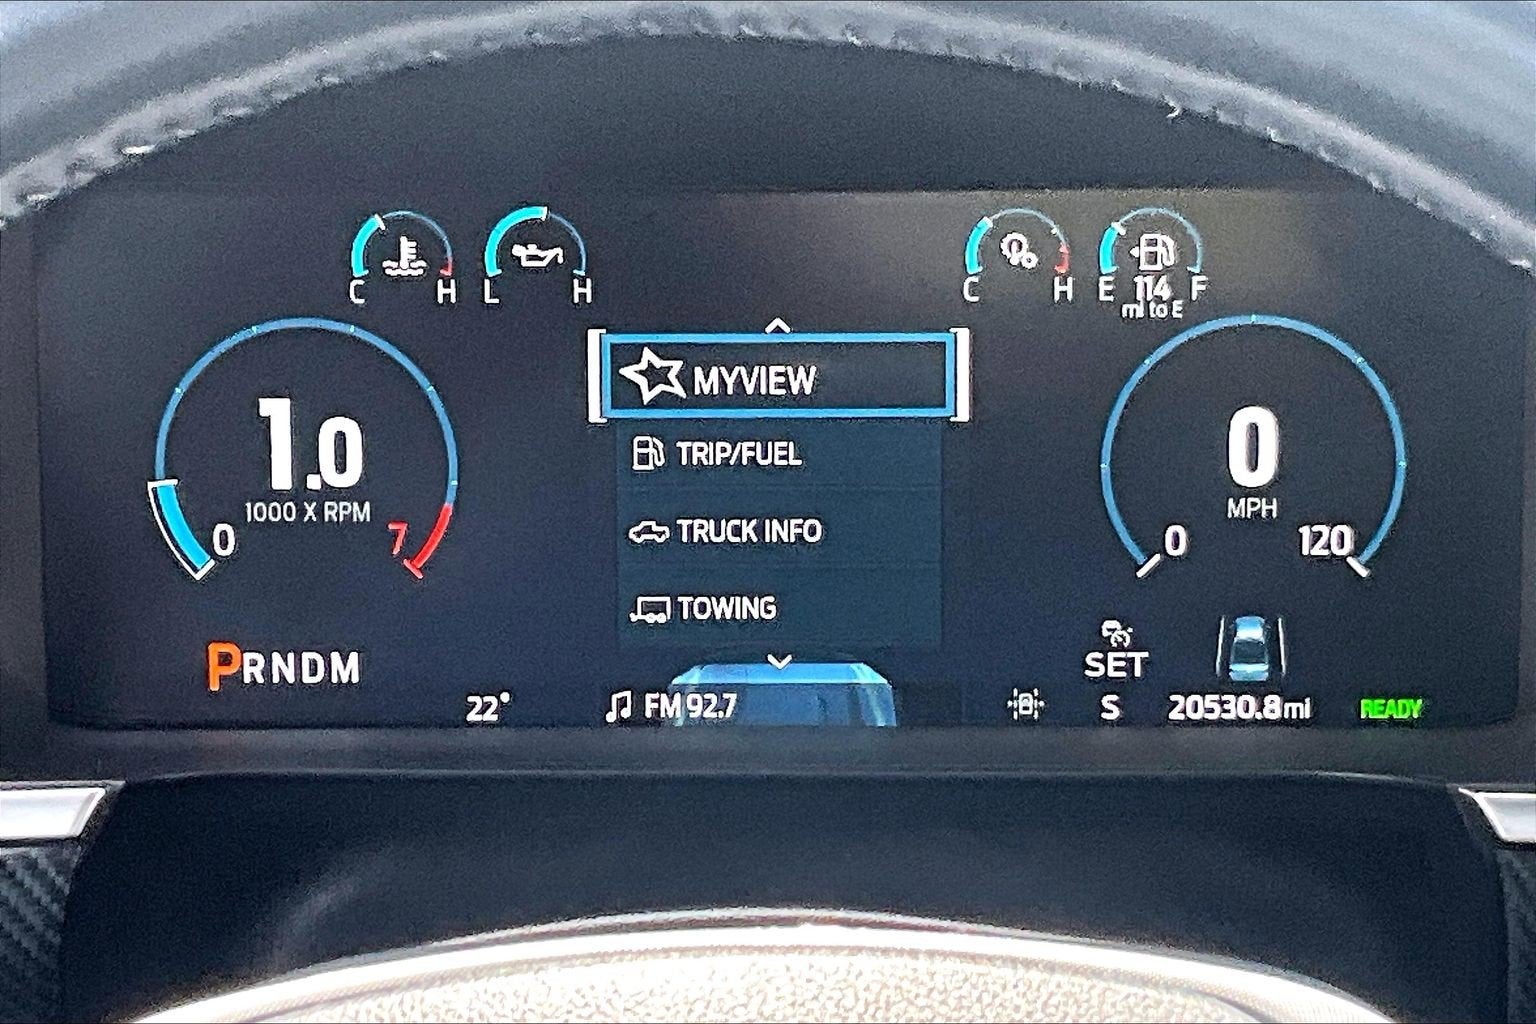 C H
L H
C H
E 114 F
mi to E
MYVIEW
TRIP/FUEL
TRUCK INFO
TOWING
1.0
1000 X RPM
0 7
0
MPH
0 120
PRNDM
SET
22°
FM 92.7
S
20530.8mi
READY